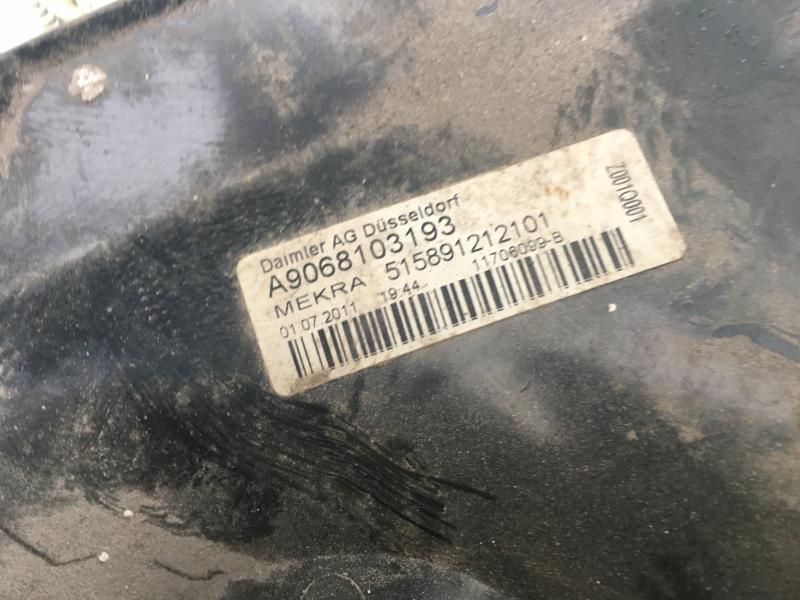 Daimler AG Düsseldorf
A9068103193
MEKRA 515891212101
01.07.2011 19:44 11706099-B
Z001Q001